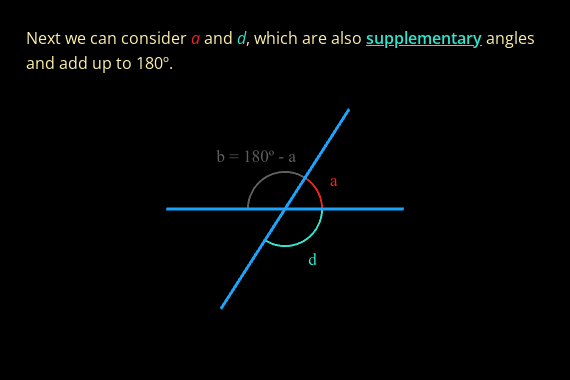 Next we can consider a and d, which are also supplementary angles
and add up to 180º.
b = 180º - a
a
d